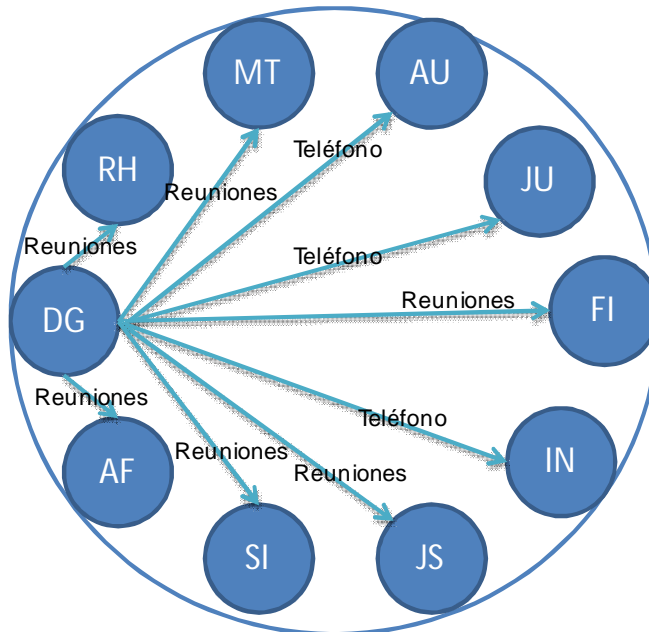 MT
AU
Teléfono
RH
Reuniones
JU
Reuniones
Teléfono
Reuniones
DG
FI
Reuniones
Teléfono
Reuniones
IN
AF
Reuniones
SI
JS